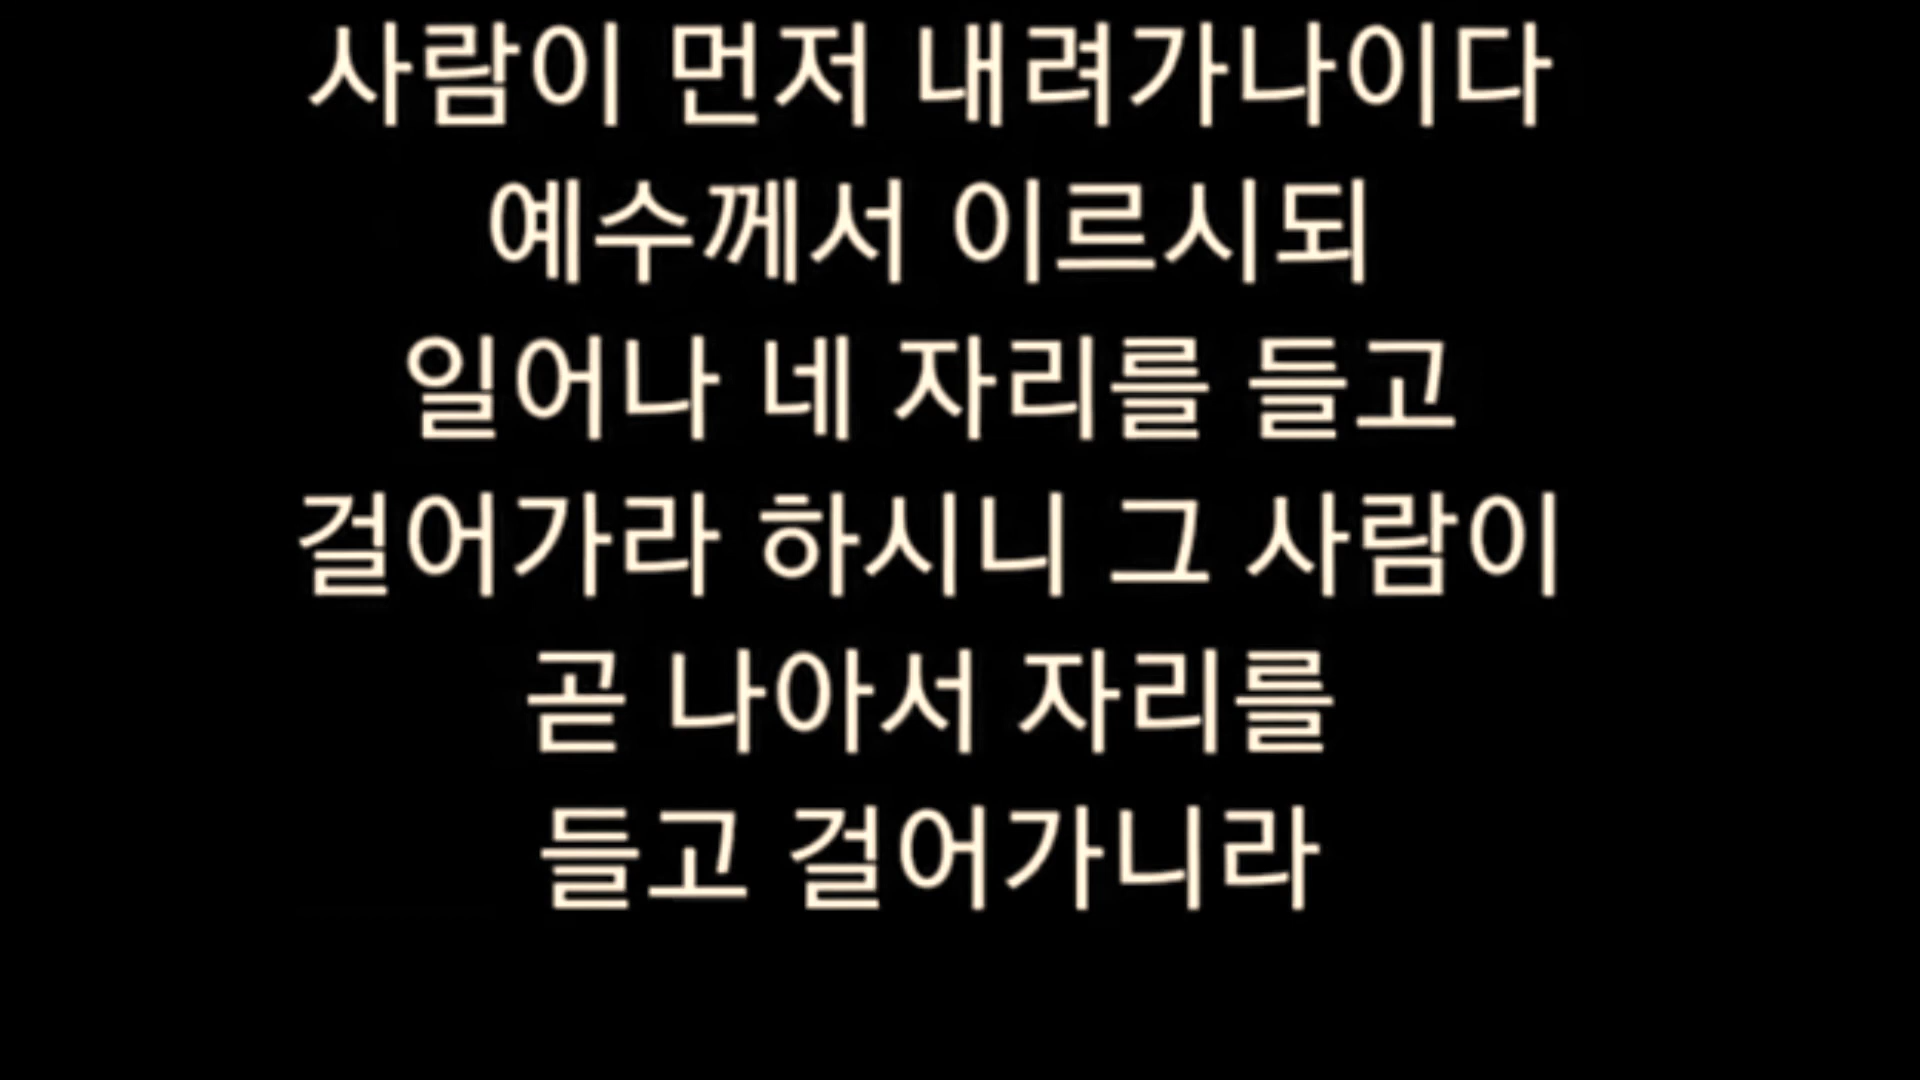 사람이 먼저 내려가나이다
예수께서 이르시되
일어나 네 자리를 들고
걸어가라 하시니 그 사람이
곧 나아서 자리를
들고 걸어가니라